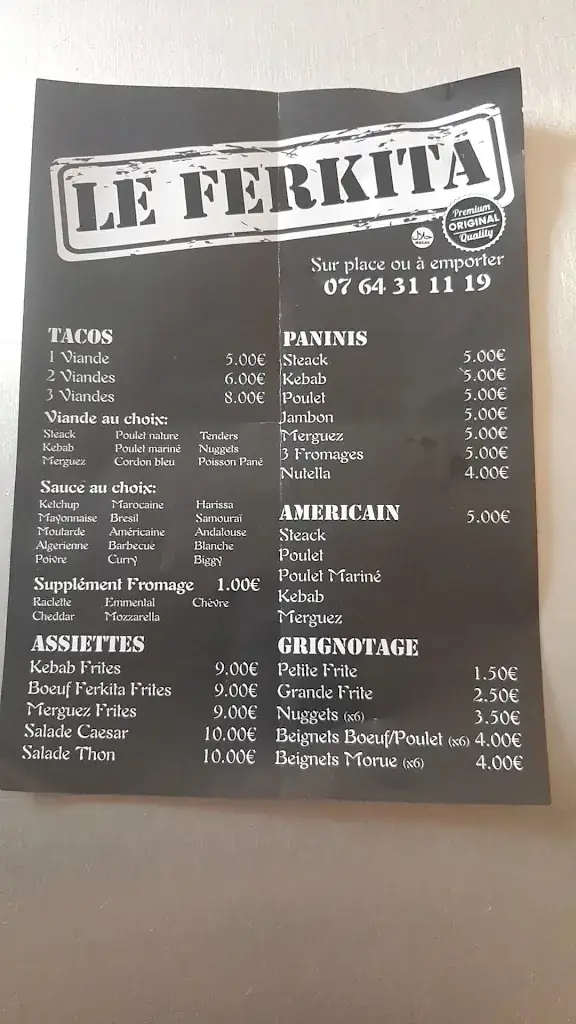 LE FERKITA
Premium
ORIGINAL
Quality
حلال
HALAL
Sur place ou à emporter
07 64 31 11 19
TACOS
1 Viande 5.00€
2 Viandes 6.00€
3 Viandes 8.00€
Viande au choix:
Steack Poulet nature Tenders
Kebab Poulet mariné Nuggets
Merguez Cordon bleu Poisson Pané
Sauce au choix:
Ketchup Marocaine Harissa
Mayonnaise Bresil Samouraï
Moutarde Américaine Andalouse
Algerienne Barbecue Blanche
Poivre Curry Biggy
Supplément Fromage 1.00€
Raclette Emmental Chèvre
Cheddar Mozzarella
ASSIETTES
Kebab Frites 9.00€
Boeuf Ferkita Frites 9.00€
Merguez Frites 9.00€
Salade Caesar 10.00€
Salade Thon 10.00€
PANINIS
Steack 5.00€
Kebab 5.00€
Poulet 5.00€
Jambon 5.00€
Merguez 5.00€
3 Fromages 5.00€
Nutella 4.00€
AMERICAIN 5.00€
Steack
Poulet
Poulet Mariné
Kebab
Merguez
GRIGNOTAGE
Petite Frite 1.50€
Grande Frite 2.50€
Nuggets (x6) 3.50€
Beignets Boeuf/Poulet (x6) 4.00€
Beignets Morue (x6) 4.00€